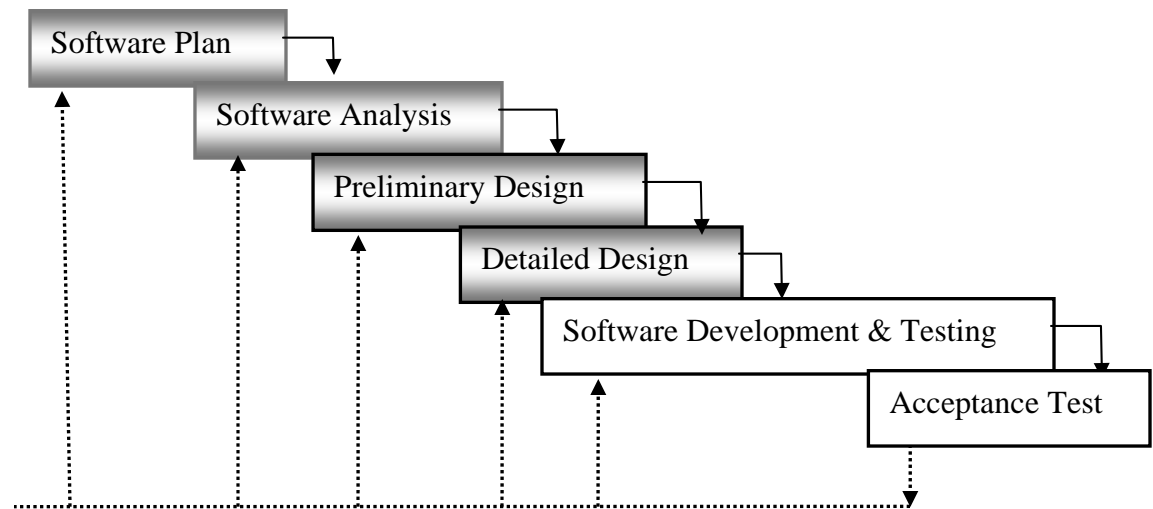 Software Plan
Software Analysis
Preliminary Design
Detailed Design
Software Development & Testing
Acceptance Test